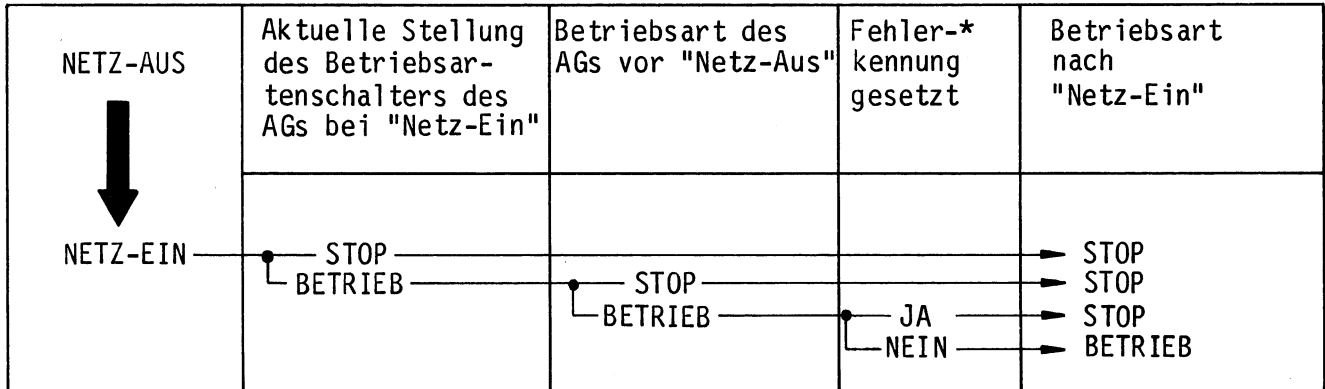 NETZ-AUS
Aktuelle Stellung
des Betriebsar-
tenschalters des
AGs bei "Netz-Ein"
Betriebsart des
AGs vor "Netz-Aus"
Fehler-*
kennung
gesetzt
Betriebsart
nach
"Netz-Ein"
NETZ-EIN STOP STOP
BETRIEB STOP STOP
BETRIEB JA STOP
NEIN BETRIEB